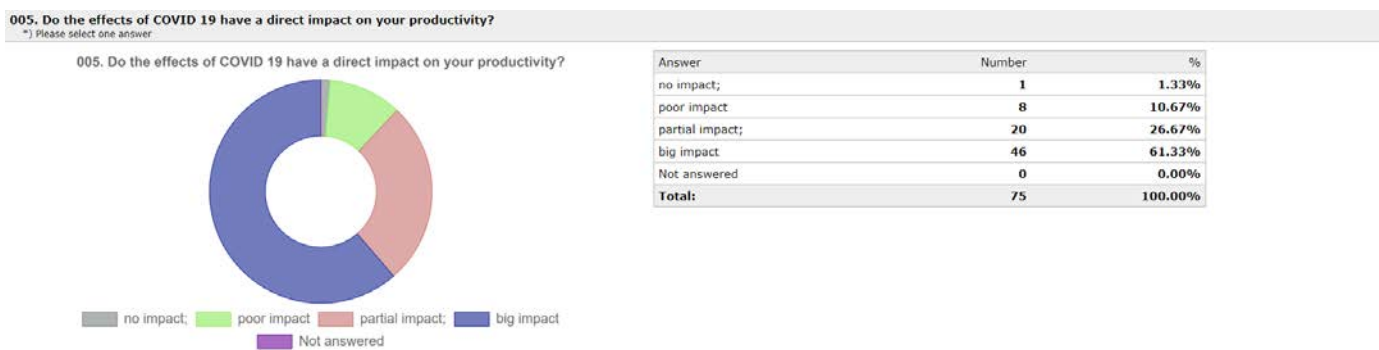 005. Do the effects of COVID 19 have a direct impact on your productivity?
*) Please select one answer
005. Do the effects of COVID 19 have a direct impact on your productivity?
no impact; poor impact partial impact; big impact
Not answered
Answer Number %
no impact; 1 1.33%
poor impact 8 10.67%
partial impact; 20 26.67%
big impact 46 61.33%
Not answered 0 0.00%
Total: 75 100.00%